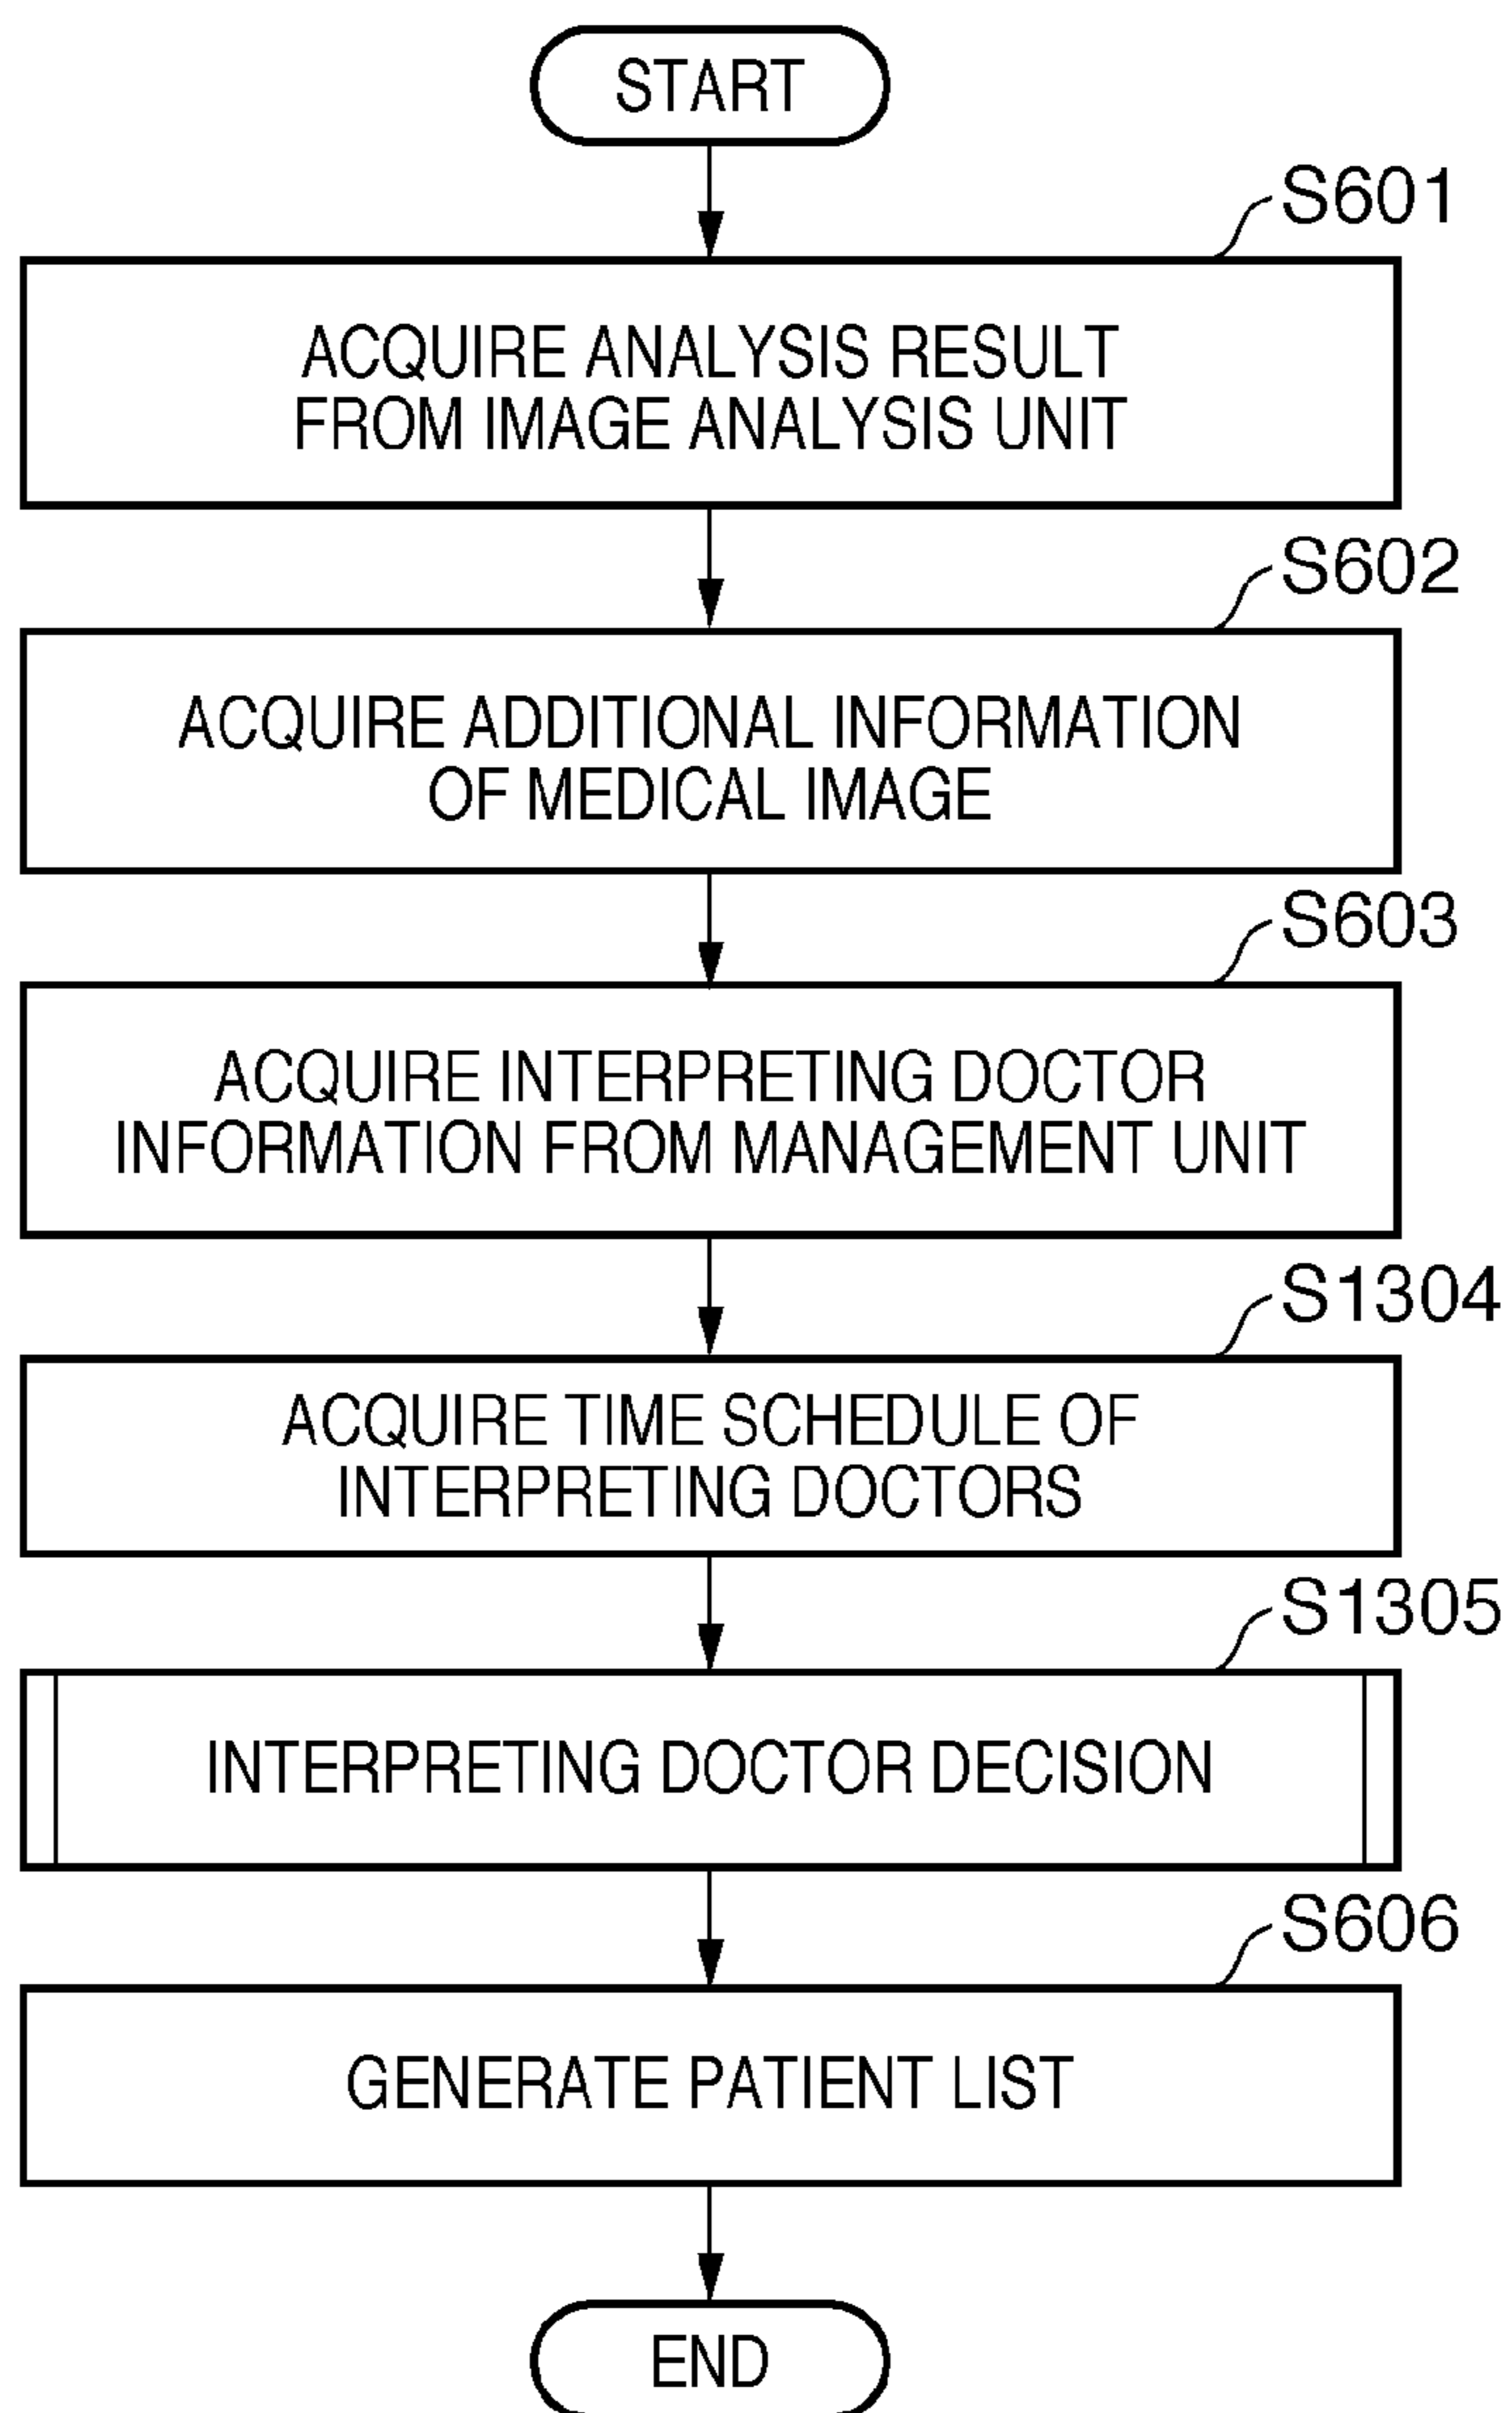 START
S601
ACQUIRE ANALYSIS RESULT
FROM IMAGE ANALYSIS UNIT
S602
ACQUIRE ADDITIONAL INFORMATION
OF MEDICAL IMAGE
S603
ACQUIRE INTERPRETING DOCTOR
INFORMATION FROM MANAGEMENT UNIT
S1304
ACQUIRE TIME SCHEDULE OF
INTERPRETING DOCTORS
S1305
INTERPRETING DOCTOR DECISION
S606
GENERATE PATIENT LIST
END